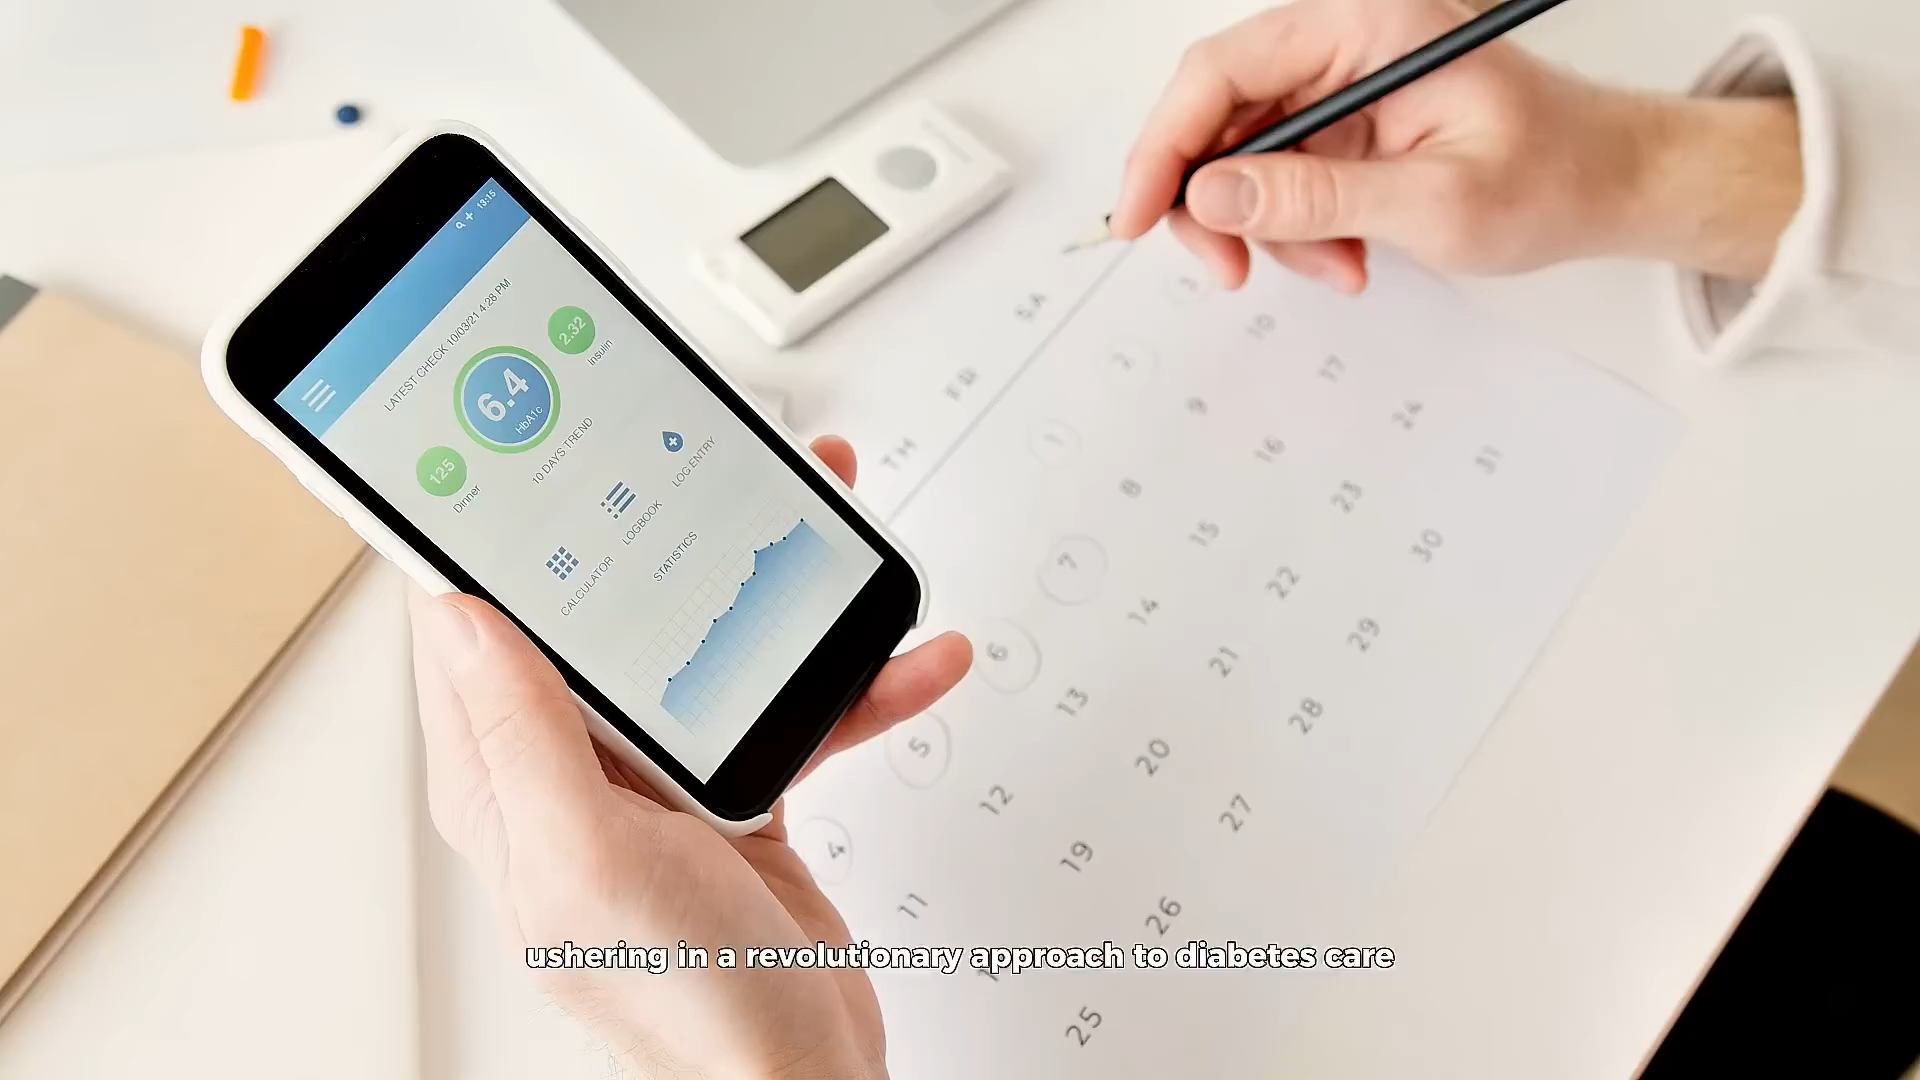 13:15
LATEST CHECK 10/03/21 4:28 PM
125
Dinner
6.4
HbA1c
2.32
Insulin
10 DAYS TREND
CALCULATOR
LOGBOOK
LOG ENTRY
STATISTICS
TH FR SA
1 2 3
4 5 6 7 8 9 10
11 12 13 14 15 16 17
20 21 22 23 24
19
25 26 27 28 29 30 31
ushering in a revolutionary approach to diabetes care